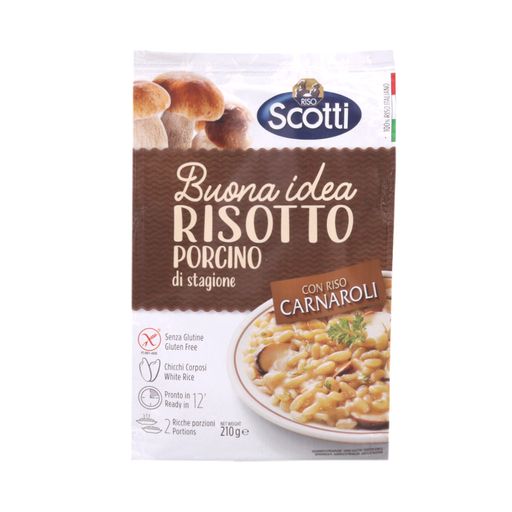 RISO
Scotti
100% RISO ITALIANO
Buona idea
RISOTTO
PORCINO
di stagione
CON RISO
CARNAROLI
Senza Glutine
Gluten Free
Chicchi Corposi
White Rice
Pronto in
Ready in 12'
2 Ricche porzioni
Portions
NET WEIGHT
210g e